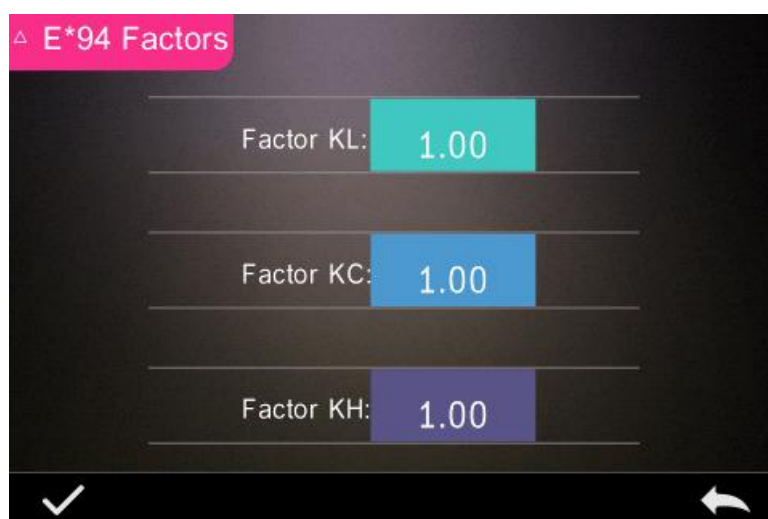 △ E*94 Factors
Factor KL: 1.00
Factor KC: 1.00
Factor KH: 1.00